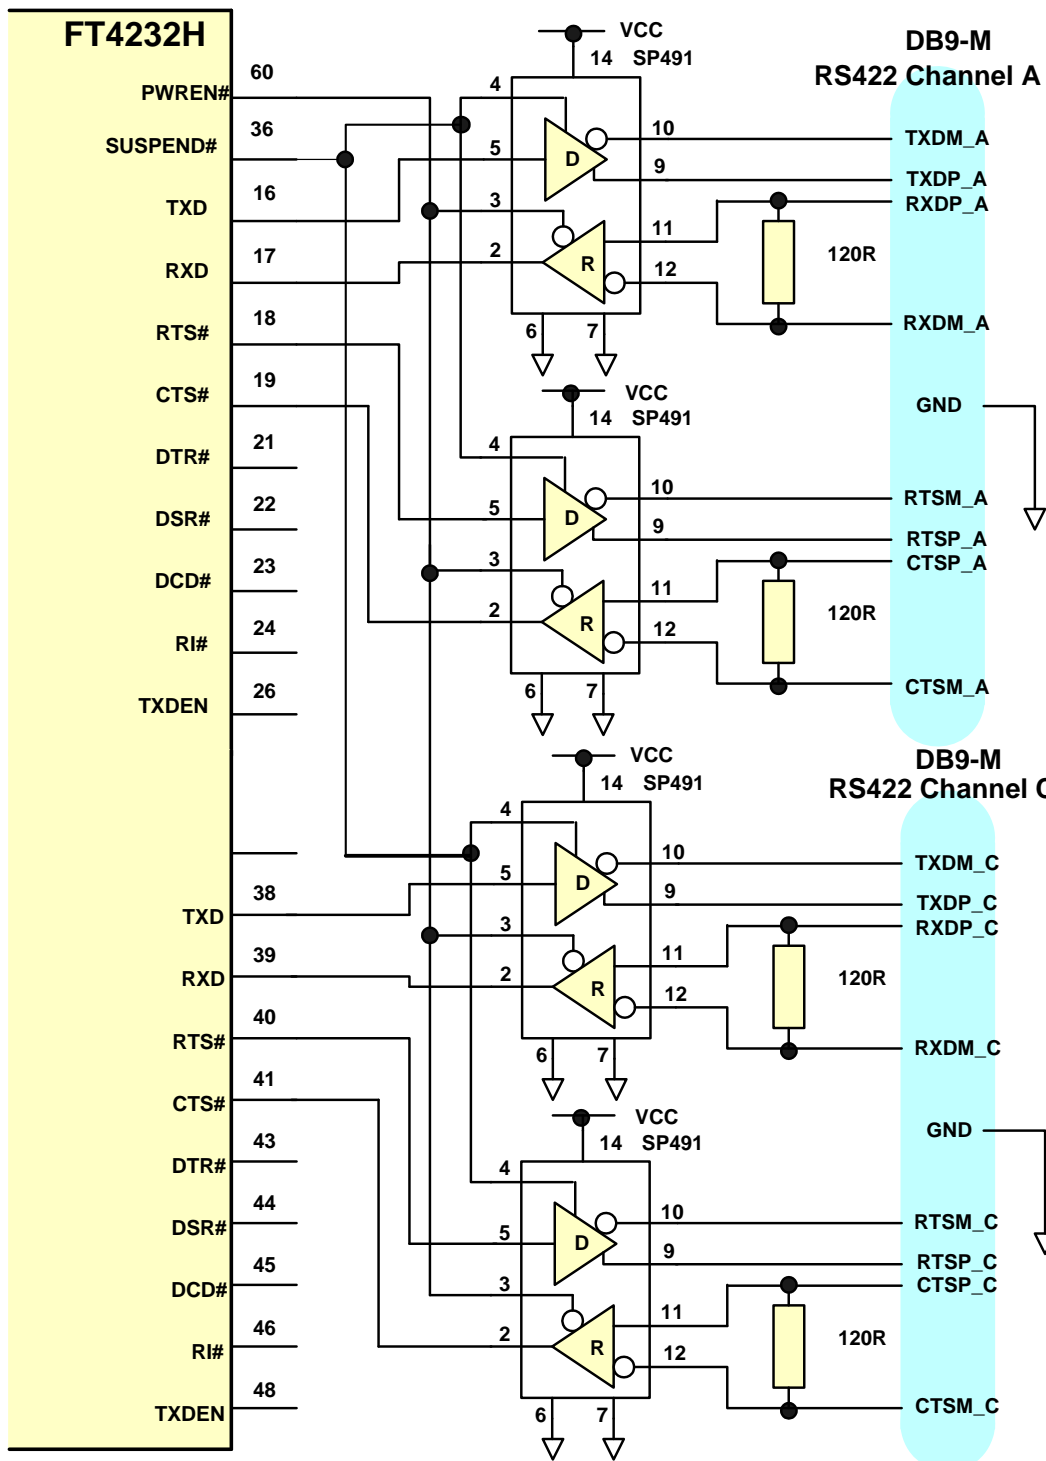 FT4232H
60
PWREN#
36
SUSPEND#
16
TXD
17
RXD
18
RTS#
19
CTS#
21
DTR#
22
DSR#
23
DCD#
24
RI#
26
TXDEN
38
TXD
39
RXD
40
RTS#
41
CTS#
43
DTR#
44
DSR#
45
DCD#
46
RI#
48
TXDEN
VCC
14 SP491
4
5
D
10
9
3
2
R
11
12
6
7
120R
VCC
14 SP491
4
5
D
10
9
3
2
R
11
12
6
7
120R
VCC
14 SP491
4
5
D
10
9
3
2
R
11
12
6
7
120R
VCC
14 SP491
4
5
D
10
9
3
2
R
11
12
6
7
120R
DB9-M
RS422 Channel A
TXDM_A
TXDP_A
RXDP_A
RXDM_A
GND
RTSM_A
RTSP_A
CTSP_A
CTSM_A
DB9-M
RS422 Channel C
TXDM_C
TXDP_C
RXDP_C
RXDM_C
GND
RTSM_C
RTSP_C
CTSP_C
CTSM_C